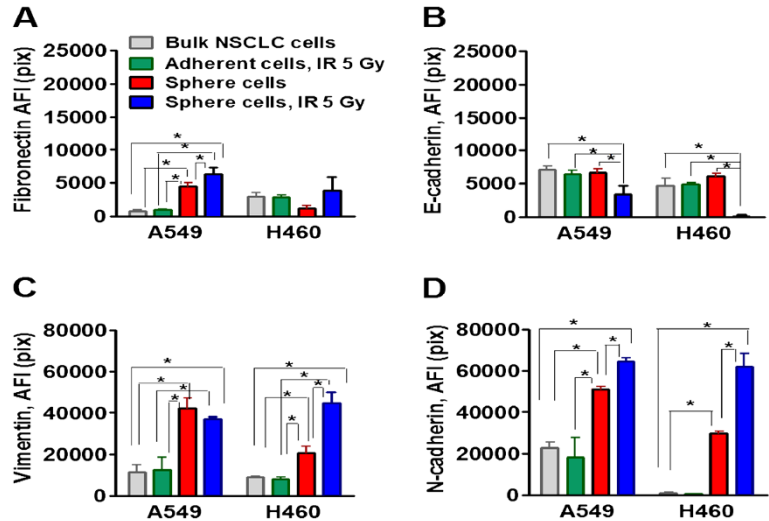 A
Fibronectin AFI (pix)
25000
20000
15000
10000
5000
0
Bulk NSCLC cells
Adherent cells, IR 5 Gy
Sphere cells
Sphere cells, IR 5 Gy
* * * * *
A549 H460
B
E-cadherin, AFI (pix)
25000
20000
15000
10000
5000
0
* * * * * *
A549 H460
C
Vimentin, AFI (pix)
80000
60000
40000
20000
0
* * * * * * * * *
A549 H460
D
N-cadherin, AFI (pix)
80000
60000
40000
20000
0
* * * * * * *
A549 H460